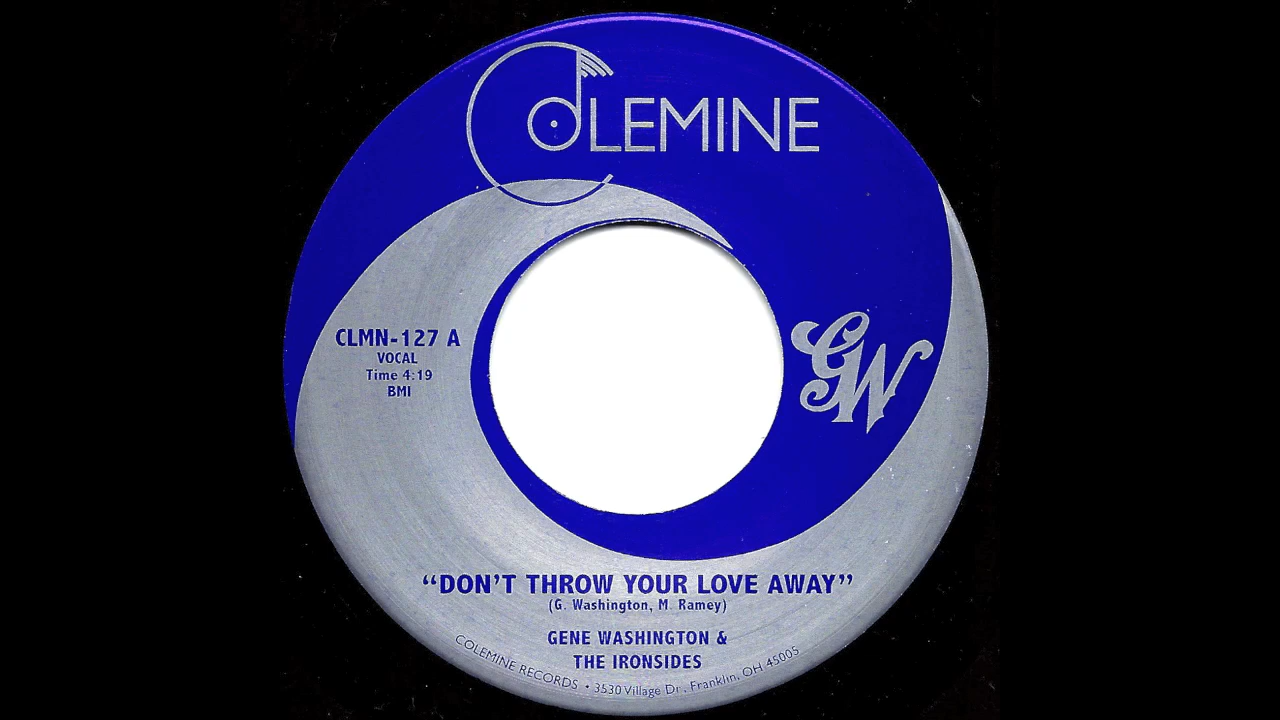 COLEMINE
GW
CLMN-127 A
VOCAL
Time 4:19
BMI
“DON'T THROW YOUR LOVE AWAY”
(G. Washington, M. Ramey)
GENE WASHINGTON &
THE IRONSIDES
COLEMINE RECORDS • 3530 Village Dr., Franklin, OH 45005